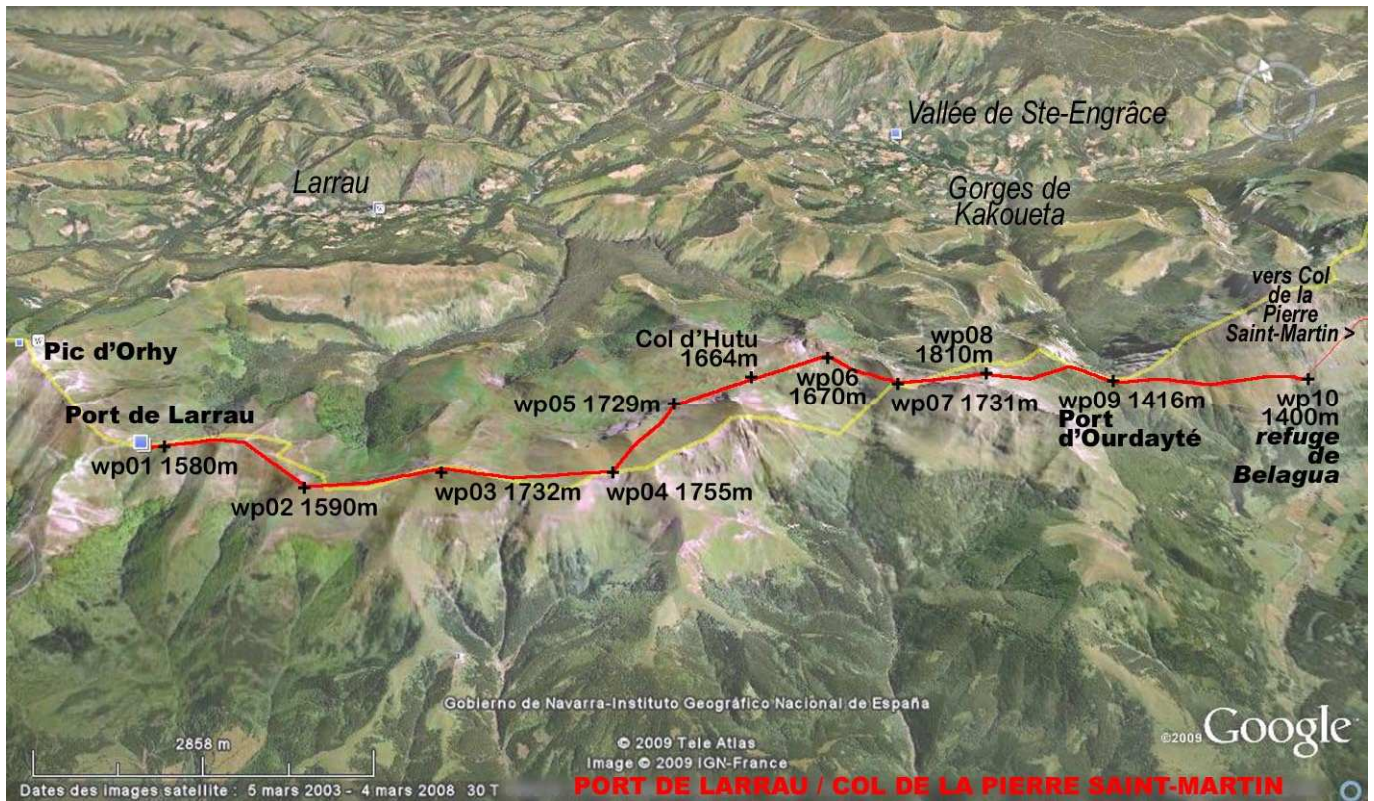 N
Vallée de Ste-Engrâce
Larrau
Gorges de
Kakoueta
vers Col
de la
Pierre
Saint-Martin >
Pic d'Orhy
Col d'Hutu
1664m
wp08
1810m
wp06
1670m
Port de Larrau
wp01 1580m
wp05 1729m
wp07 1731m
wp09 1416m
Port
d'Ourdayté
wp10
1400m
refuge
de
Belagua
wp02 1590m
wp03 1732m
wp04 1755m
Gobierno de Navarra-Instituto Geográfico Nacional de España
2858 m
© 2009 Tele Atlas
Image © 2009 IGN-France
©2009 Google
Dates des images satellite : 5 mars 2003 - 4 mars 2008 30 T
PORT DE LARRAU / COL DE LA PIERRE SAINT-MARTIN